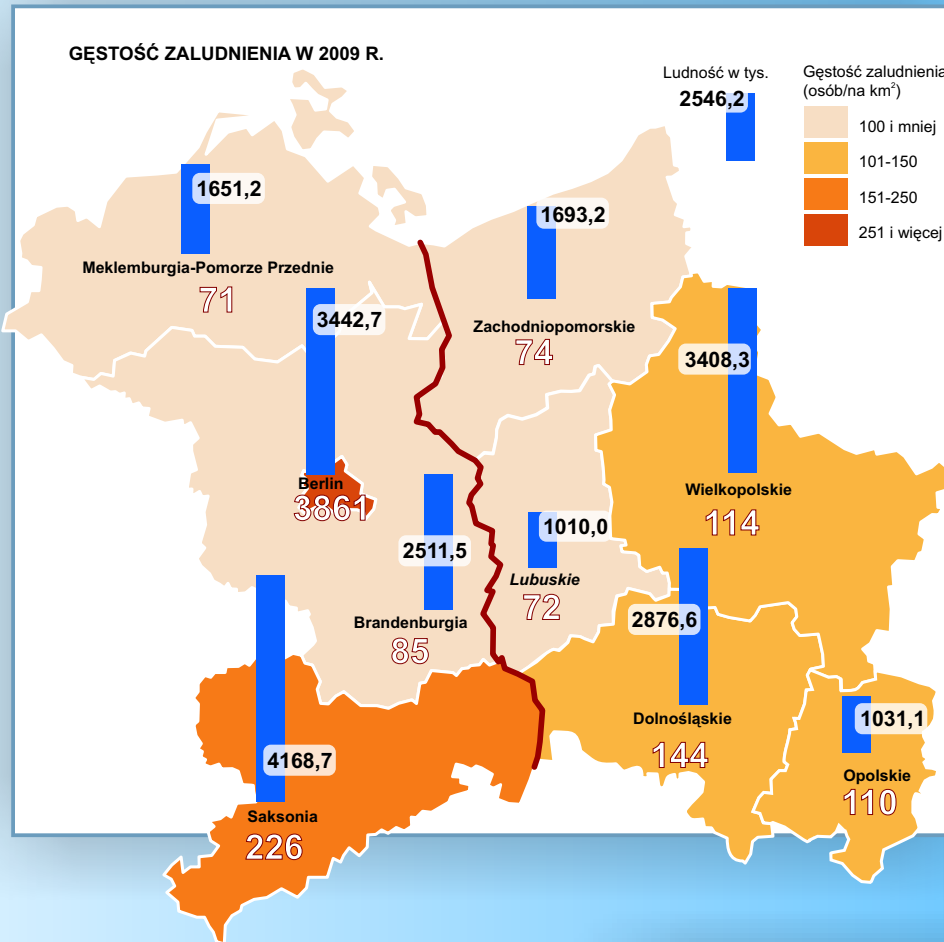 GĘSTOŚĆ ZALUDNIENIA W 2009 R.
Ludność w tys.
2546,2
Gęstość zaludnienia
(osób/na km²)
100 i mniej
101-150
151-250
251 i więcej
1651,2
Meklemburgia-Pomorze Przednie
71
1693,2
Zachodniopomorskie
74
3442,7
Berlin
3861
3408,3
Wielkopolskie
114
2511,5
Brandenburgia
85
1010,0
Lubuskie
72
2876,6
Dolnośląskie
144
1031,1
Opolskie
110
4168,7
Saksonia
226